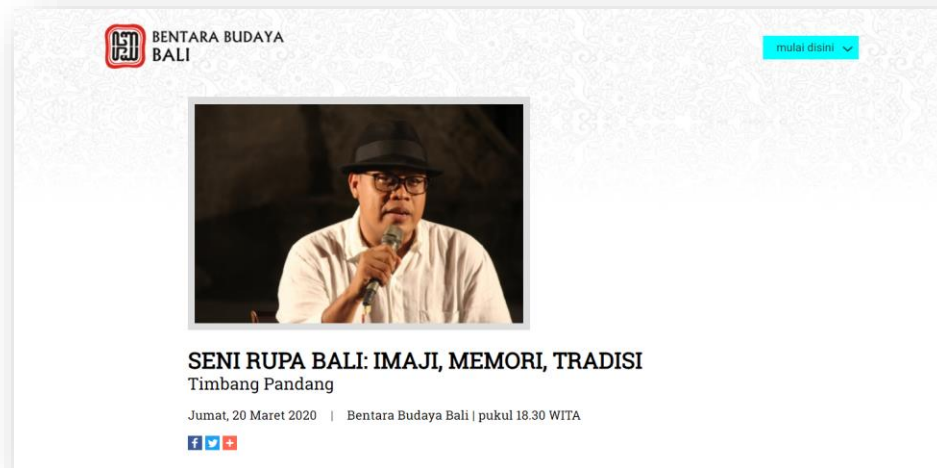 BENTARA BUDAYA
BALI
mulai disini
SENI RUPA BALI: IMAJI, MEMORI, TRADISI
Timbang Pandang
Jumat, 20 Maret 2020 | Bentara Budaya Bali | pukul 18.30 WITA